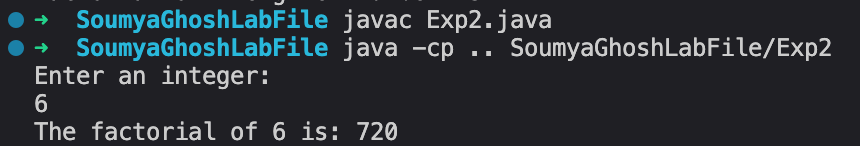 ➜ SoumyaGhoshLabFile javac Exp2.java
➜ SoumyaGhoshLabFile java -cp .. SoumyaGhoshLabFile/Exp2
Enter an integer:
6
The factorial of 6 is: 720